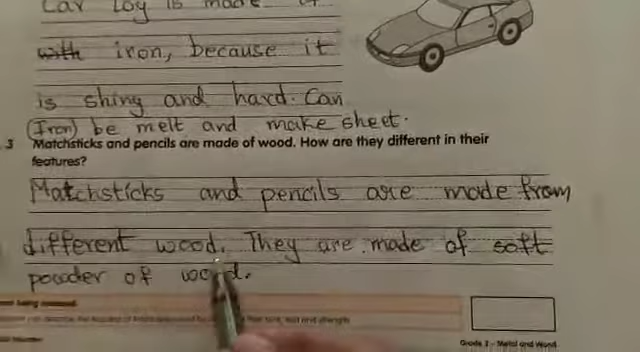 Car toy is made of
with iron, because it
is shing and hard. Can
(Iron) be melt and make sheet.
3 Matchsticks and pencils are made of wood. How are they different in their
features?
Matchsticks and pencils are made from
different wood. They are made of soft
powder of wood.
Grade 2 - Metal and Wood